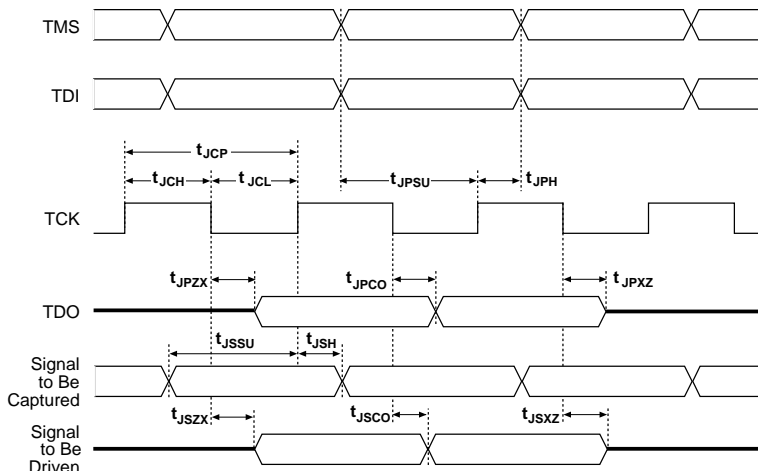 TMS
TDI
tJCP
tJCH
tJCL
tJPSU
tJPH
TCK
tJPZX
tJPCO
tJPXZ
TDO
tJSSU
tJSH
Signal
to Be
Captured
tJSZX
tJSCO
tJSXZ
Signal
to Be
Driven